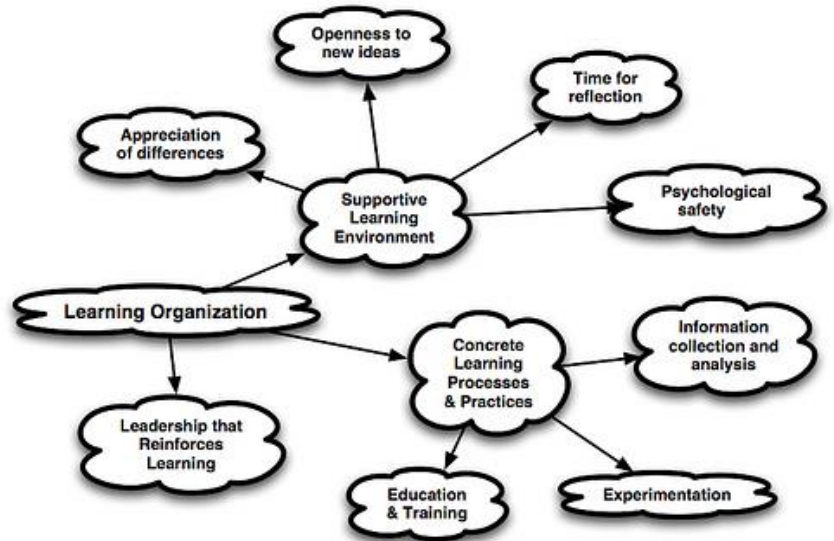 Openness to
new ideas
Time for
reflection
Appreciation
of differences
Supportive
Learning
Environment
Psychological
safety
Learning Organization
Concrete
Learning
Processes
& Practices
Information
collection and
analysis
Leadership that
Reinforces
Learning
Education
& Training
Experimentation